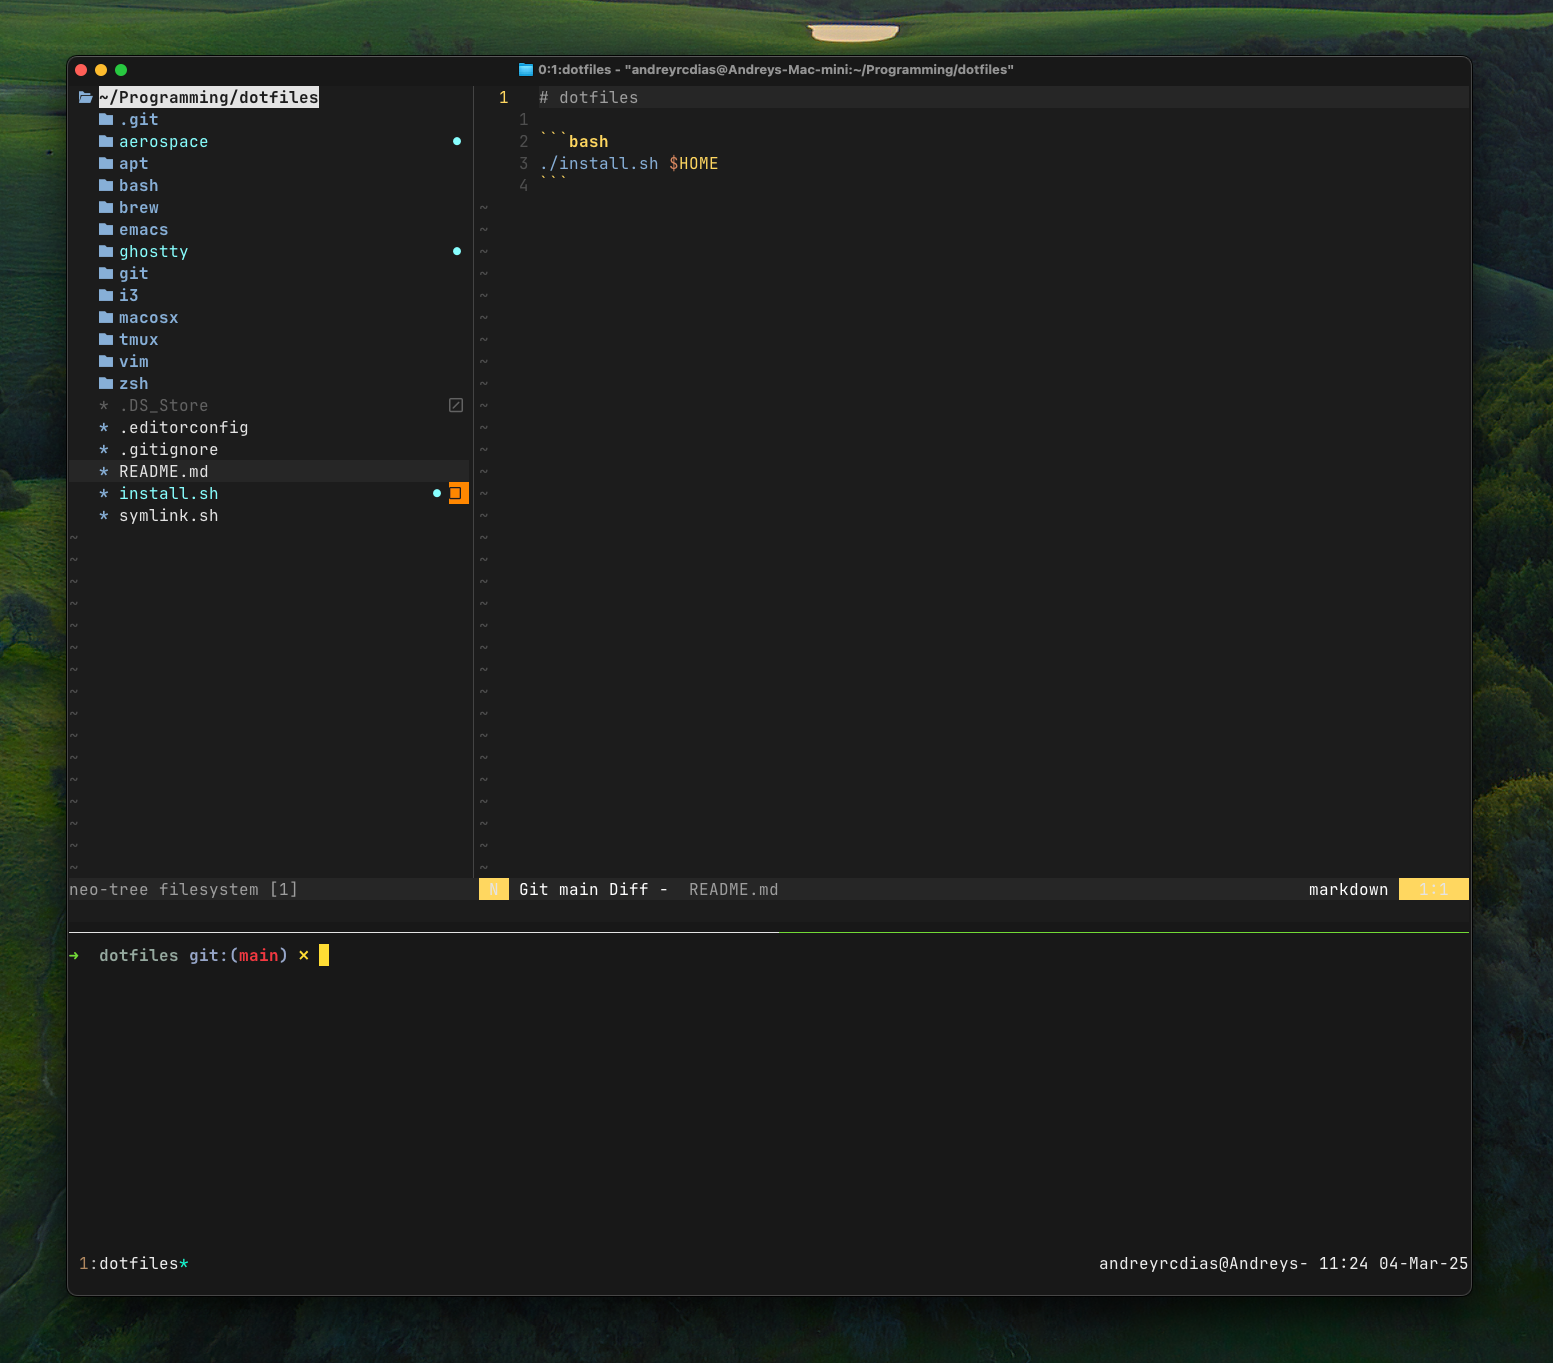 0:1:dotfiles - "andreyrcdias@Andreys-Mac-mini:~/Programming/dotfiles"
~/Programming/dotfiles
.git
aerospace
apt
bash
brew
emacs
ghostty
git
i3
macosx
tmux
vim
zsh
* .DS_Store
* .editorconfig
* .gitignore
* README.md
* install.sh
* symlink.sh
neo-tree filesystem [1]
1 # dotfiles
1
2 ```bash
3 ./install.sh $HOME
4 ```
N Git main Diff - README.md markdown 1:1
➜ dotfiles git:(main) ×
1:dotfiles* andreyrcdias@Andreys- 11:24 04-Mar-25